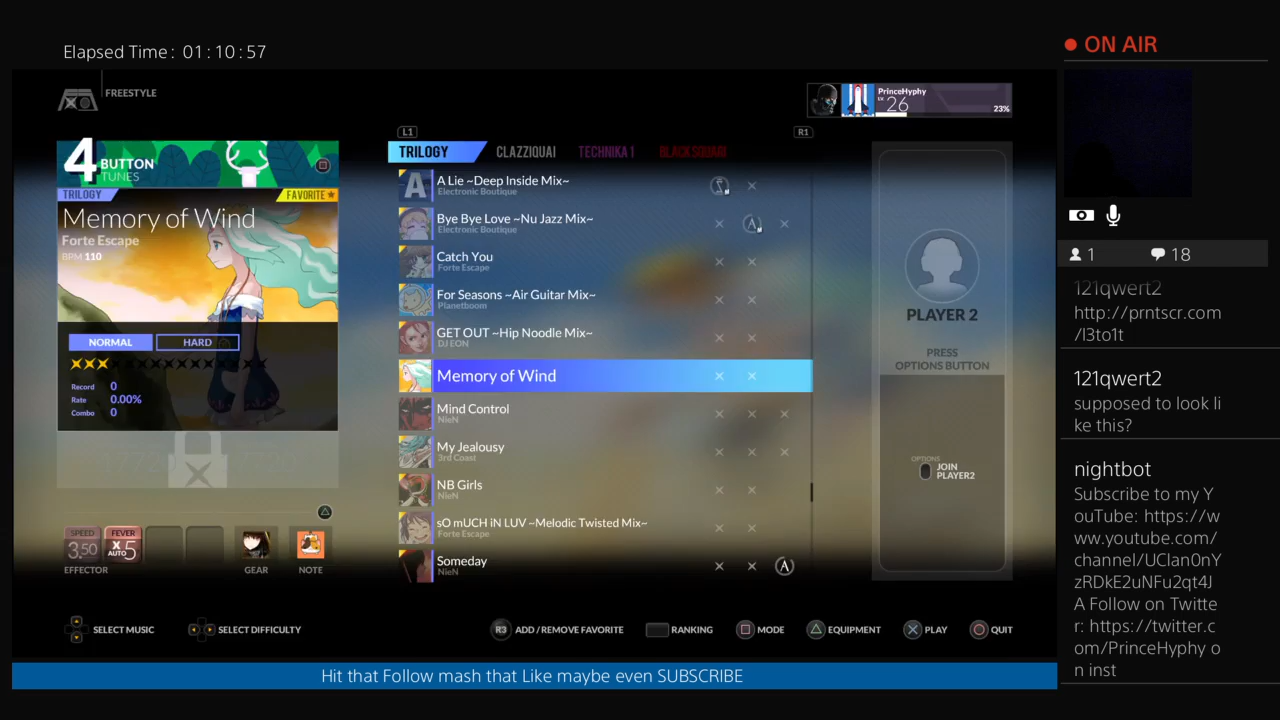 Elapsed Time: 01:10:57
ON AIR
FREESTYLE
PrinceHyphy
LV. 26
23%
L1
R1
4 BUTTON
TUNES
TRILOGY
CLAZZIQUAI
TECHNIKA 1
BLACK SQUARE
TRILOGY
FAVORITE
Memory of Wind
Forte Escape
BPM 110
NORMAL
HARD
Record 0
Rate 0.00%
Combo 0
A Lie ~Deep Inside Mix~
Electronic Boutique
Bye Bye Love ~Nu Jazz Mix~
Electronic Boutique
Catch You
Forte Escape
For Seasons ~Air Guitar Mix~
Planetboom
GET OUT ~Hip Noodle Mix~
DJ EON
Memory of Wind
Mind Control
NieN
My Jealousy
3rd Coast
NB Girls
NieN
sO mUCH iN LUV ~Melodic Twisted Mix~
Forte Escape
Someday
NieN
PLAYER 2
PRESS
OPTIONS BUTTON
OPTIONS
JOIN
PLAYER2
SPEED
3.50
FEVER
AUTO X5
EFFECTOR
GEAR
NOTE
SELECT MUSIC
SELECT DIFFICULTY
R3 ADD / REMOVE FAVORITE
RANKING
MODE
EQUIPMENT
PLAY
QUIT
Hit that Follow mash that Like maybe even SUBSCRIBE
1
18
121qwert2
http://prntscr.com
/l3to1t
121qwert2
supposed to look li
ke this?
nightbot
Subscribe to my Y
ouTube: https://w
ww.youtube.com/
channel/UClan0nY
zRDkE2uNFu2qt4J
A Follow on Twitte
r: https://twitter.c
om/PrinceHyphy o
n inst